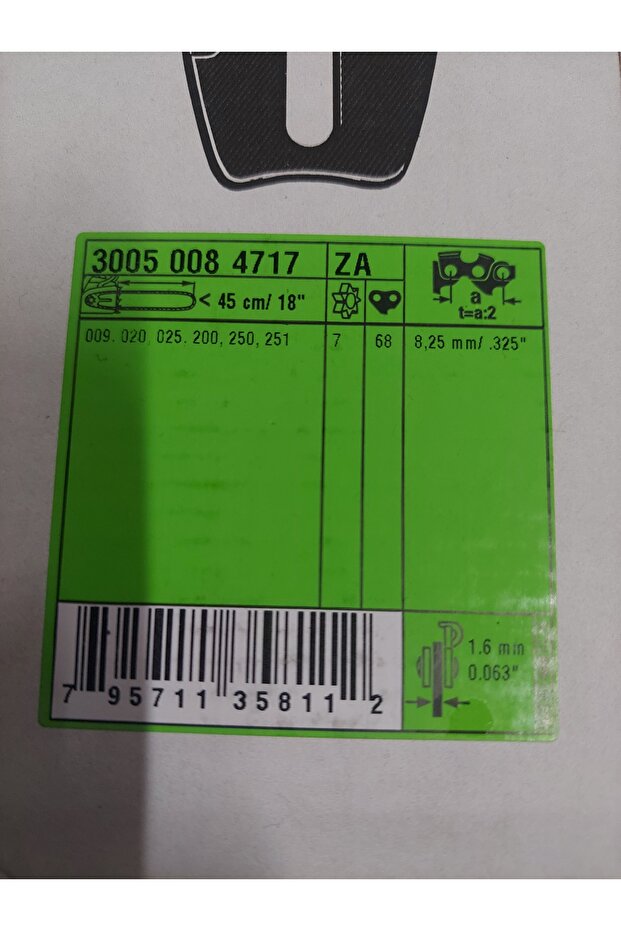 3005 008 4717 ZA
< 45 cm/ 18" a
t=a:2
009. 020, 025. 200, 250, 251 7 68 8,25 mm/ .325"
1.6 mm
0.063"
7 95711 35811 2